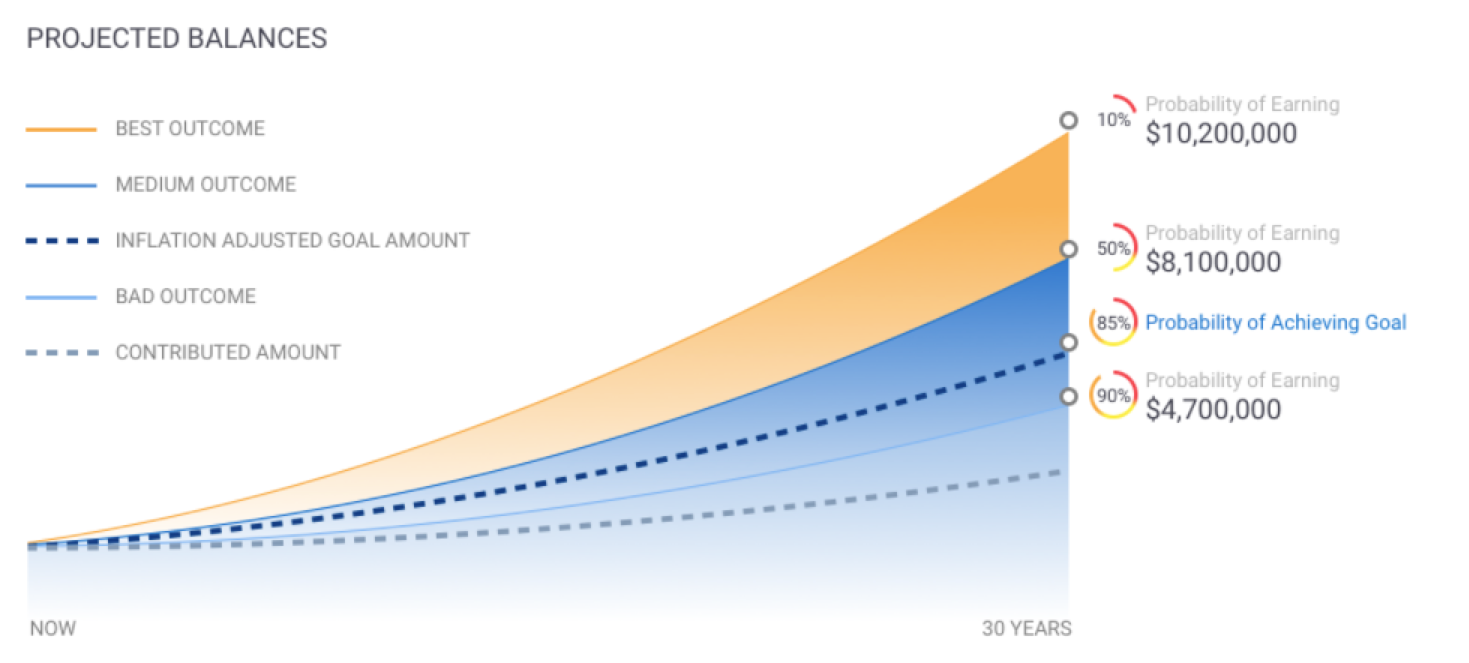 PROJECTED BALANCES
BEST OUTCOME
MEDIUM OUTCOME
INFLATION ADJUSTED GOAL AMOUNT
BAD OUTCOME
CONTRIBUTED AMOUNT
10%
Probability of Earning
$10,200,000
50%
Probability of Earning
$8,100,000
85%
Probability of Achieving Goal
90%
Probability of Earning
$4,700,000
NOW
30 YEARS